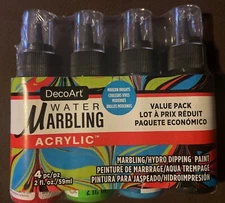 DecoArt
WATER
MARBLING
ACRYLIC™
VALUE PACK
LOT À PRIX RÉDUIT
PAQUETE ECONÓMICO
4 pc/pz
2 fl. oz/59ml
MARBLING/HYDRO DIPPING PAINT
PEINTURE DE MARBRAGE/AQUA-TREMPAGE
PINTURA PARA JASPEADO/HIDROIMPRESIÓN